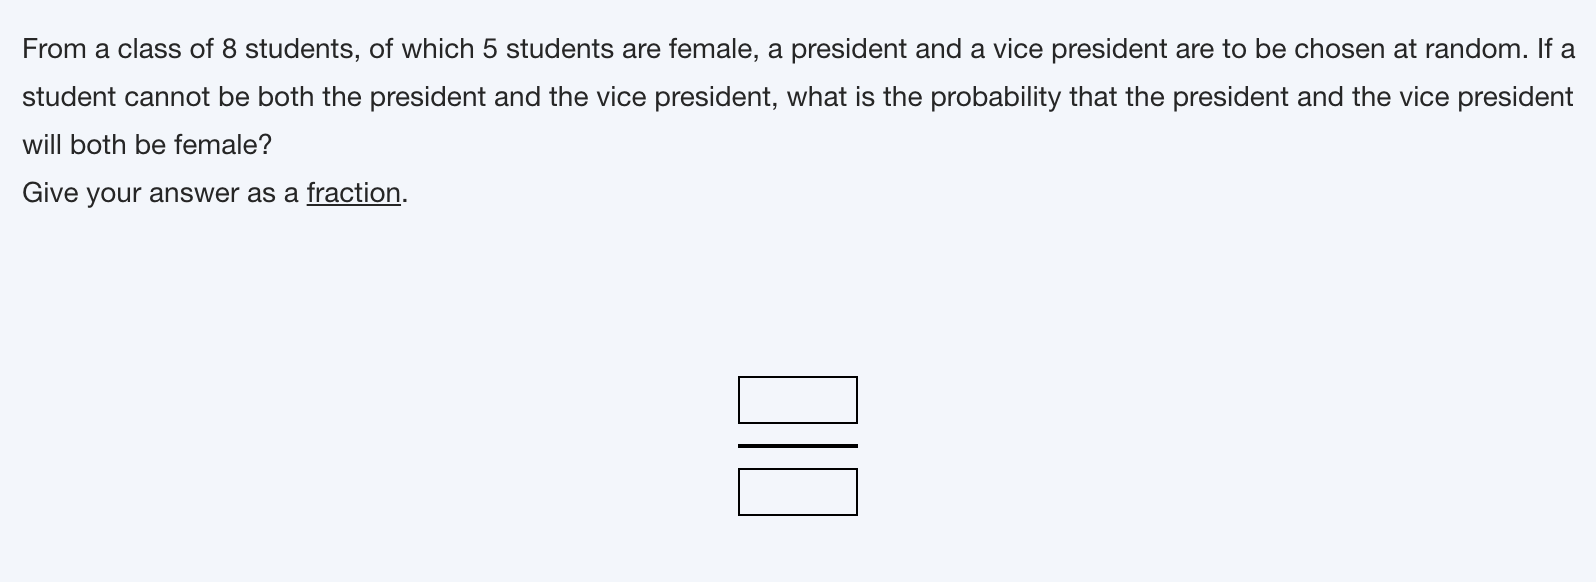 From a class of 8 students, of which 5 students are female, a president and a vice president are to be chosen at random. If a
student cannot be both the president and the vice president, what is the probability that the president and the vice president
will both be female?
Give your answer as a fraction.